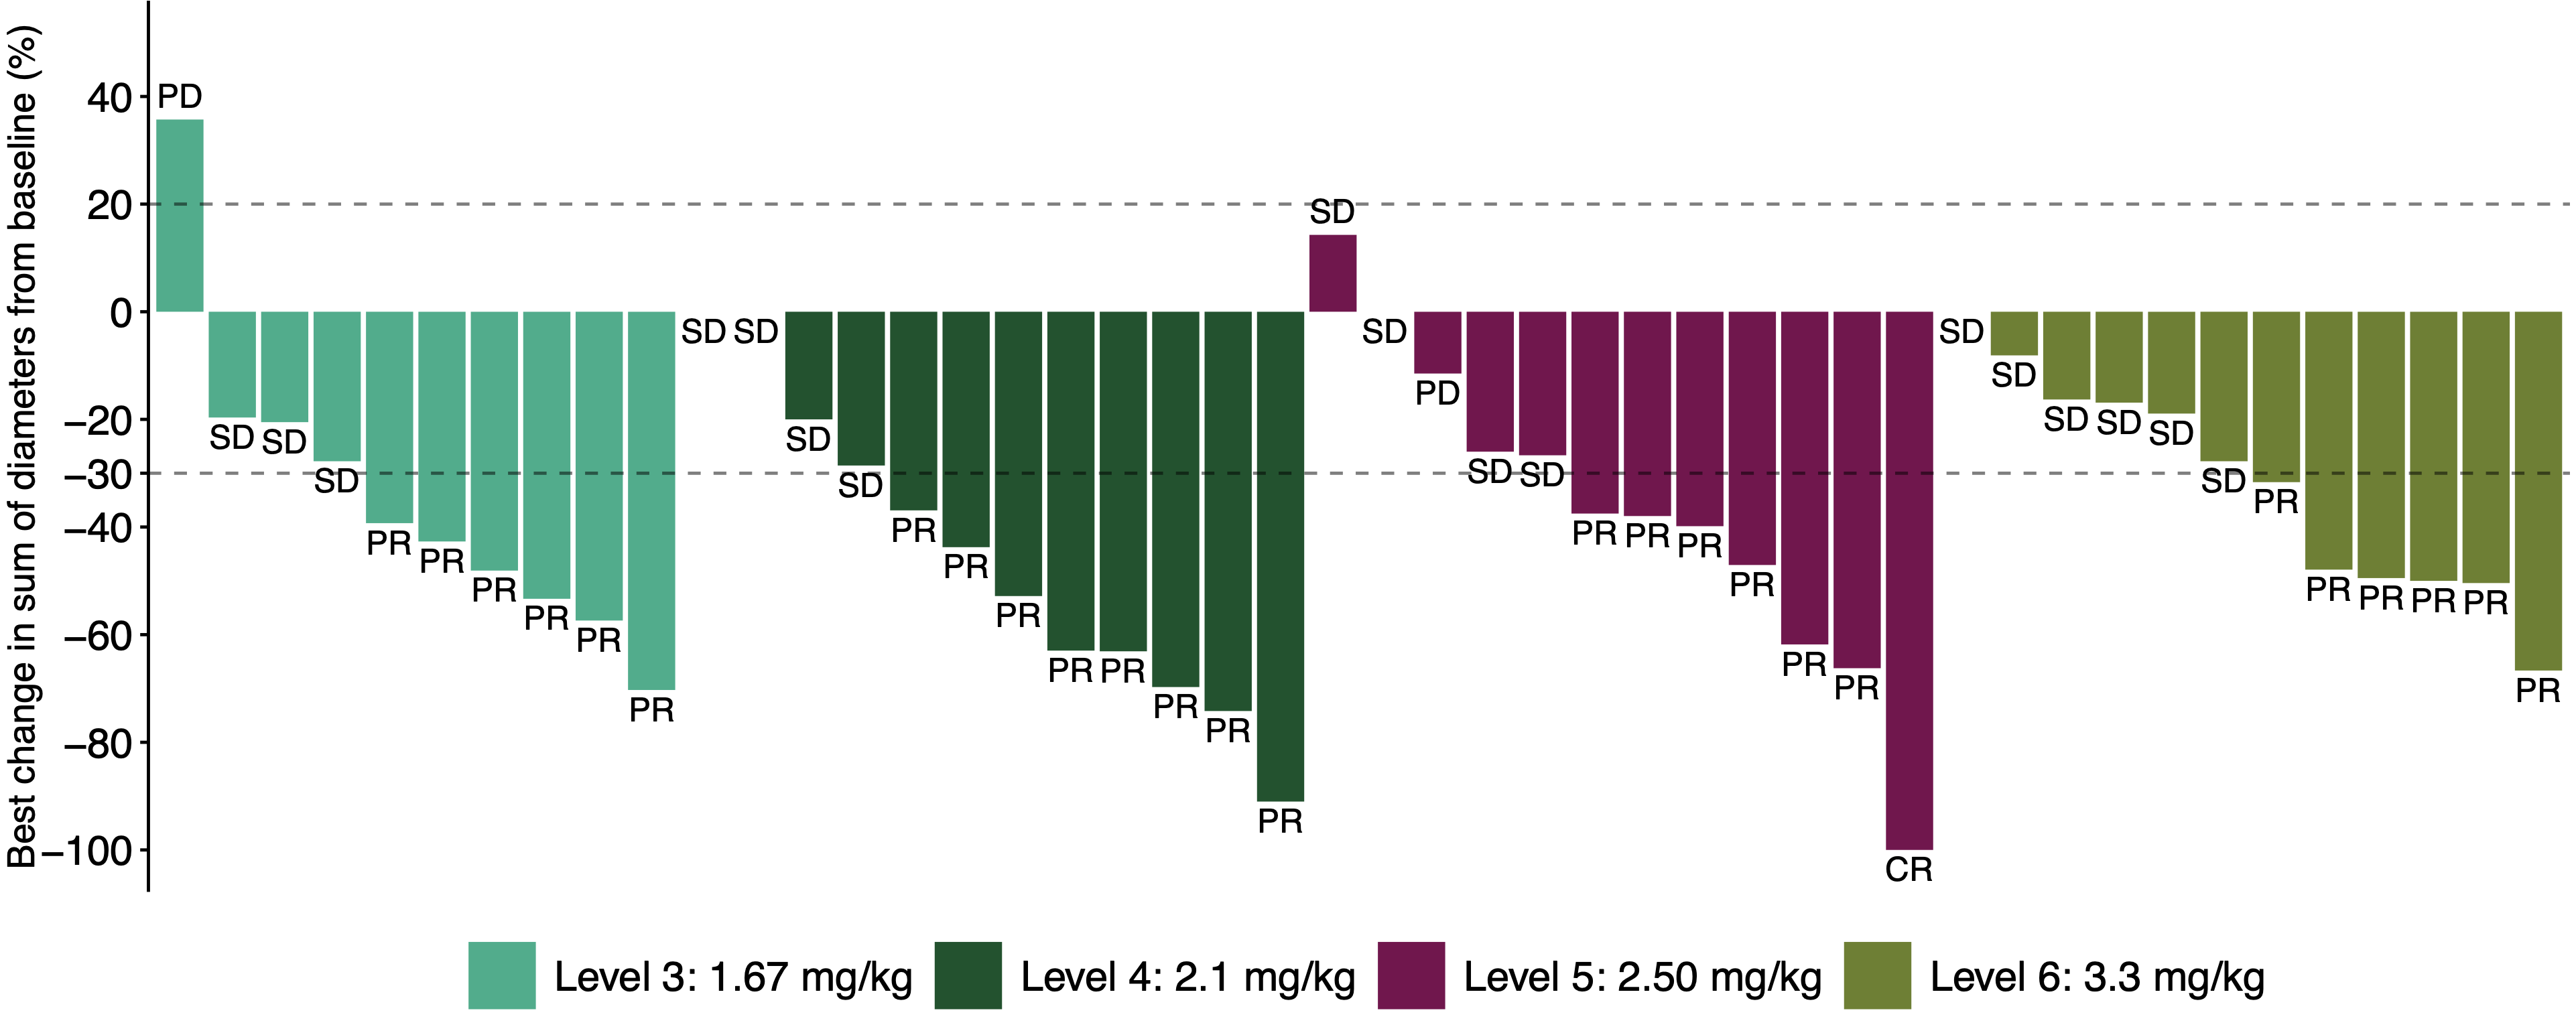 Best change in sum of diameters from baseline (%)
40
20
0
−20
−30
−40
−60
−80
−100
PD
SD
SD
SD
PR
PR
PR
PR
PR
PR
SD
SD
SD
SD
PR
PR
PR
PR
PR
PR
PR
PR
SD
SD
PD
SD
SD
PR
PR
PR
PR
PR
PR
CR
SD
SD
SD
SD
SD
SD
PR
PR
PR
PR
PR
PR
Level 3: 1.67 mg/kg
Level 4: 2.1 mg/kg
Level 5: 2.50 mg/kg
Level 6: 3.3 mg/kg